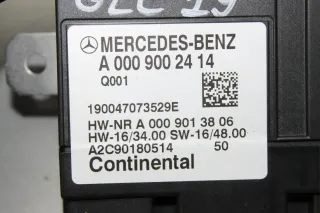 GLC 19
MERCEDES-BENZ
A 000 900 24 14
Q001
190047073529E
HW-NR A 000 901 38 06
HW-16/34.00 SW-16/48.00
A2C90180514 50
Continental